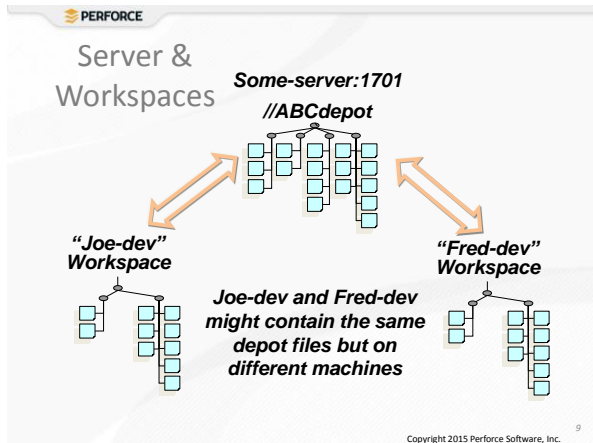 PERFORCE
Server &
Workspaces
Some-server:1701
//ABCdepot
“Joe-dev”
Workspace
“Fred-dev”
Workspace
Joe-dev and Fred-dev
might contain the same
depot files but on
different machines
9
Copyright 2015 Perforce Software, Inc.